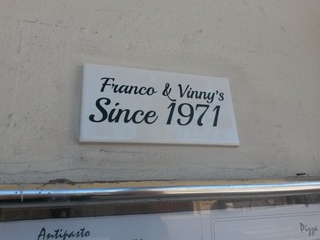 Franco & Vinny's
Since 1971
Antipasto
Pizza